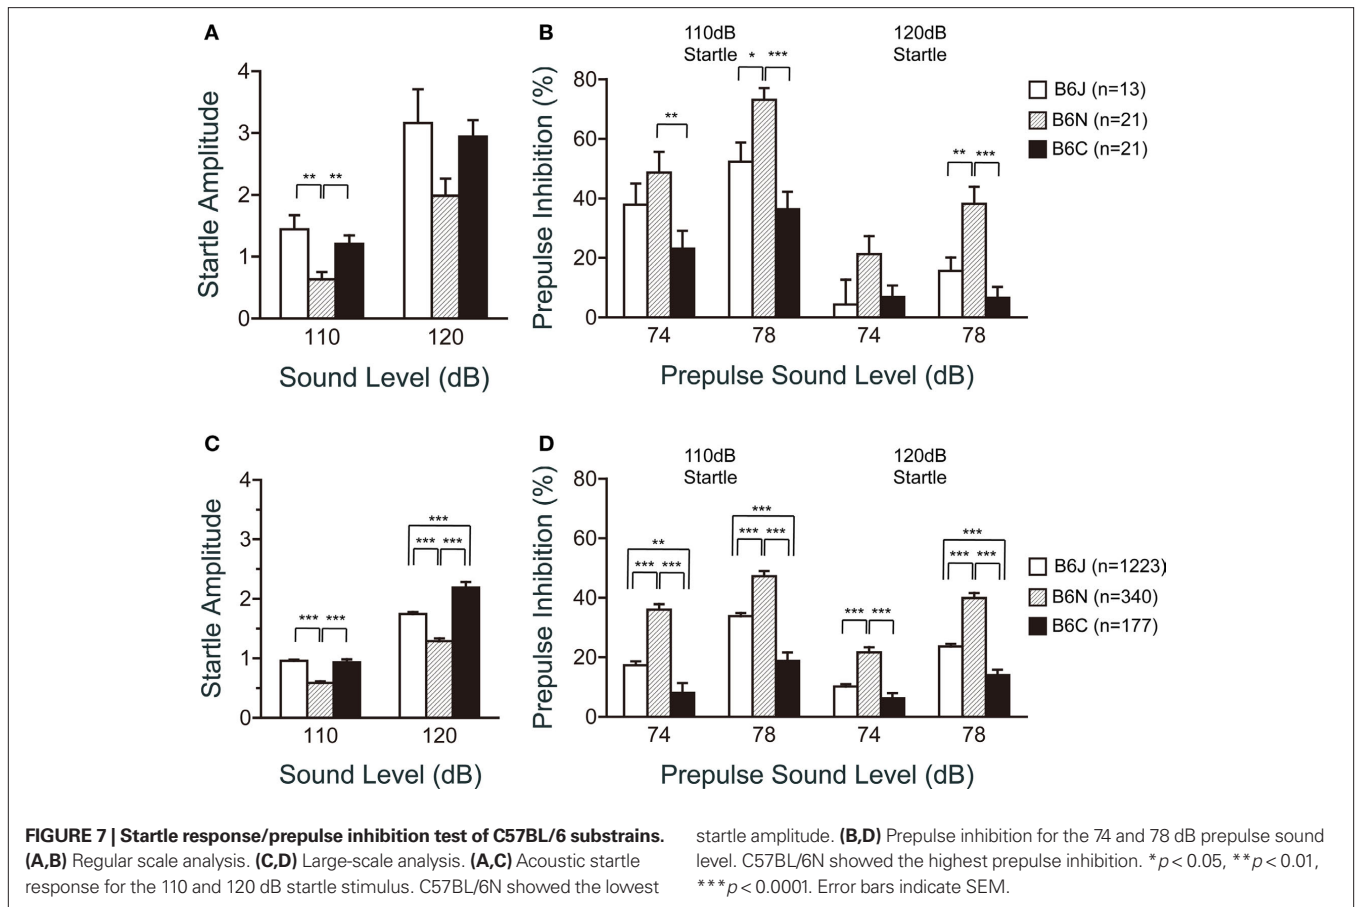 A
Startle Amplitude
4
3
2
1
0
** **
110 120
Sound Level (dB)
B
110dB
Startle
120dB
Startle
Prepulse Inhibition (%)
80
60
40
20
0
**
* ***
** ***
74 78 74 78
Prepulse Sound Level (dB)
B6J (n=13)
B6N (n=21)
B6C (n=21)
C
Startle Amplitude
4
3
2
1
0
*** ***
***
*** ***
110 120
Sound Level (dB)
D
110dB
Startle
120dB
Startle
Prepulse Inhibition (%)
80
60
40
20
0
**
*** ***
***
*** ***
*** ***
***
*** ***
74 78 74 78
Prepulse Sound Level (dB)
B6J (n=1223)
B6N (n=340)
B6C (n=177)
FIGURE 7 | Startle response/prepulse inhibition test of C57BL/6 substrains.
(A,B) Regular scale analysis. (C,D) Large-scale analysis. (A,C) Acoustic startle
response for the 110 and 120 dB startle stimulus. C57BL/6N showed the lowest
startle amplitude. (B,D) Prepulse inhibition for the 74 and 78 dB prepulse sound
level. C57BL/6N showed the highest prepulse inhibition. *p < 0.05, **p < 0.01,
***p < 0.0001. Error bars indicate SEM.